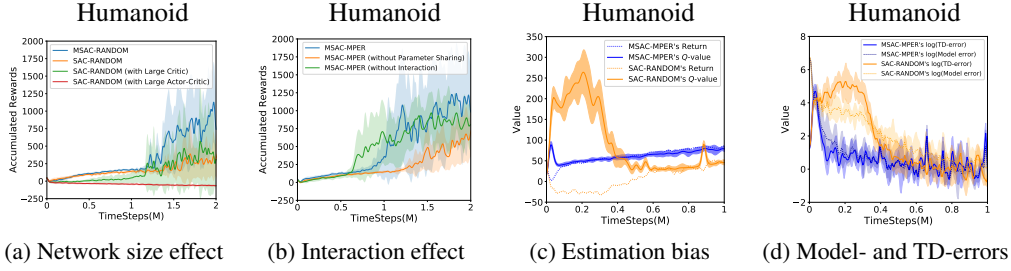 Humanoid
Accumulated Rewards
2000
1750
1500
1250
1000
750
500
250
0
−250
MSAC-RANDOM
SAC-RANDOM
SAC-RANDOM (with Large Critic)
SAC-RANDOM (with Large Actor-Critic)
0 0.5 1 1.5 2
TimeSteps(M)
(a) Network size effect
Humanoid
Accumulated Rewards
2000
1750
1500
1250
1000
750
500
250
0
−250
MSAC-MPER
MSAC-MPER (without Parameter Sharing)
MSAC-MPER (without Interaction)
0 0.5 1 1.5 2
TimeSteps(M)
(b) Interaction effect
Humanoid
Value
350
300
250
200
150
100
50
0
−50
MSAC-MPER's Return
MSAC-MPER's Q-value
SAC-RANDOM's Return
SAC-RANDOM's Q-value
0 0.2 0.4 0.6 0.8 1
TimeSteps(M)
(c) Estimation bias
Humanoid
Value
8
6
4
2
0
−2
MSAC-MPER's log(TD-error)
MSAC-MPER's log(Model error)
SAC-RANDOM's log(TD-error)
SAC-RANDOM's log(Model error)
0 0.2 0.4 0.6 0.8 1
TimeSteps(M)
(d) Model- and TD-errors